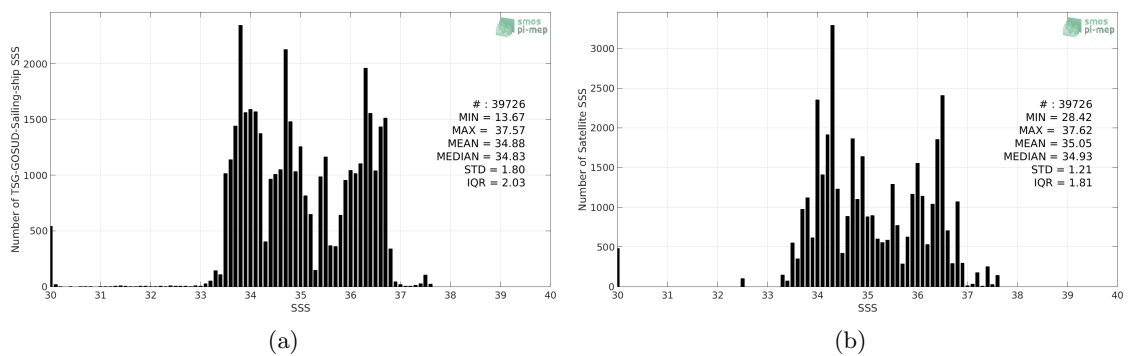 smos
pi-mep
Number of TSG-GOSUD-Sailing-ship SSS
2000
1500
1000
500
0
# : 39726
MIN = 13.67
MAX = 37.57
MEAN = 34.88
MEDIAN = 34.83
STD = 1.80
IQR = 2.03
30 31 32 33 34 35 36 37 38 39 40
SSS
(a)
smos
pi-mep
Number of Satellite SSS
3000
2500
2000
1500
1000
500
0
# : 39726
MIN = 28.42
MAX = 37.62
MEAN = 35.05
MEDIAN = 34.93
STD = 1.21
IQR = 1.81
30 31 32 33 34 35 36 37 38 39 40
SSS
(b)